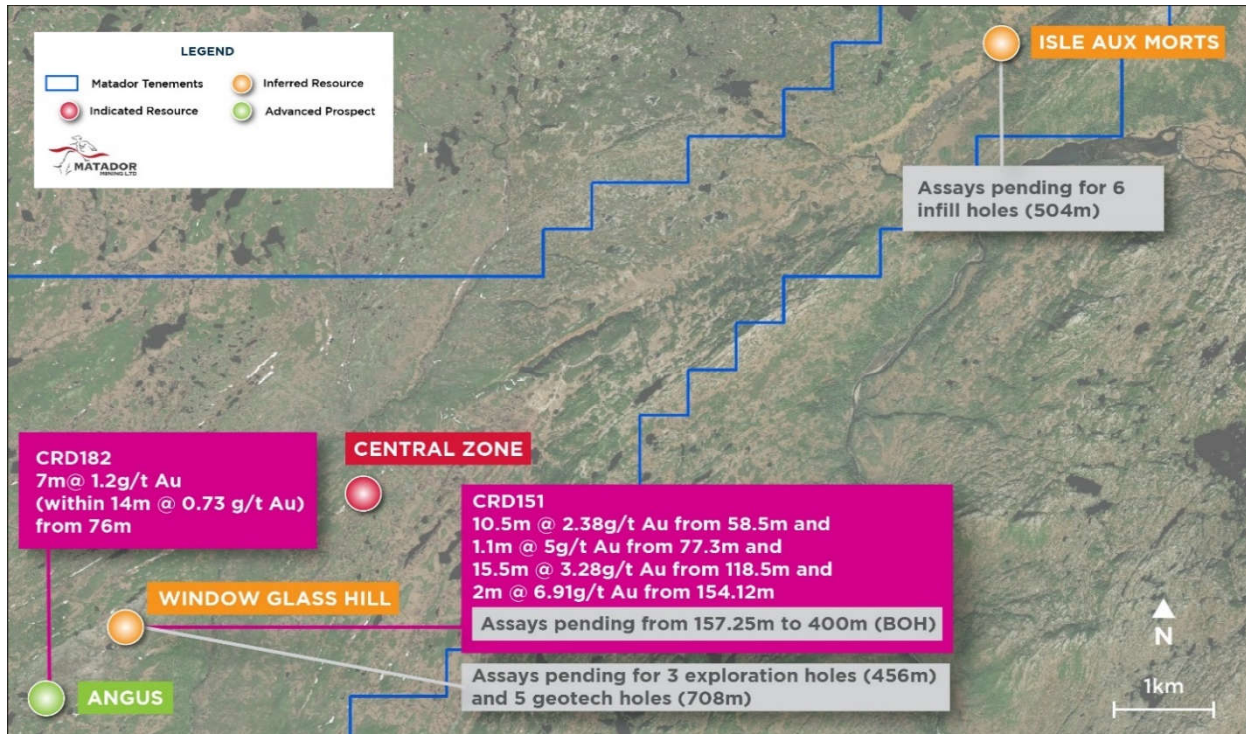 LEGEND
Matador Tenements
Inferred Resource
Indicated Resource
Advanced Prospect
MATADOR
MINING LTD
ISLE AUX MORTS
Assays pending for 6
infill holes (504m)
CRD182
7m@ 1.2g/t Au
(within 14m @ 0.73 g/t Au)
from 76m
CENTRAL ZONE
CRD151
10.5m @ 2.38g/t Au from 58.5m and
1.1m @ 5g/t Au from 77.3m and
15.5m @ 3.28g/t Au from 118.5m and
2m @ 6.91g/t Au from 154.12m
Assays pending from 157.25m to 400m (BOH)
WINDOW GLASS HILL
Assays pending for 3 exploration holes (456m)
and 5 geotech holes (708m)
ANGUS
N
1km